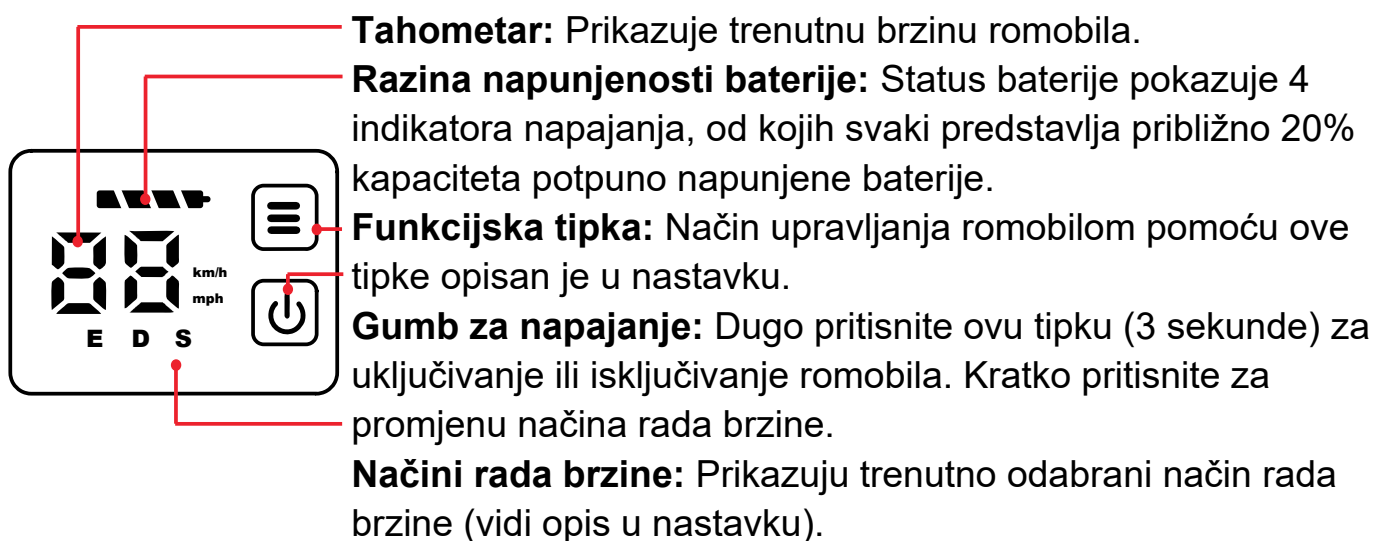 Tahometar: Prikazuje trenutnu brzinu romobila.
Razina napunjenosti baterije: Status baterije pokazuje 4
indikatora napajanja, od kojih svaki predstavlja približno 20%
kapaciteta potpuno napunjene baterije.
Funkcijska tipka: Način upravljanja romobilom pomoću ove
tipke opisan je u nastavku.
Gumb za napajanje: Dugo pritisnite ovu tipku (3 sekunde) za
uključivanje ili isključivanje romobila. Kratko pritisnite za
promjenu načina rada brzine.
Načini rada brzine: Prikazuju trenutno odabrani način rada
brzine (vidi opis u nastavku).
88
km/h
mph
E D S